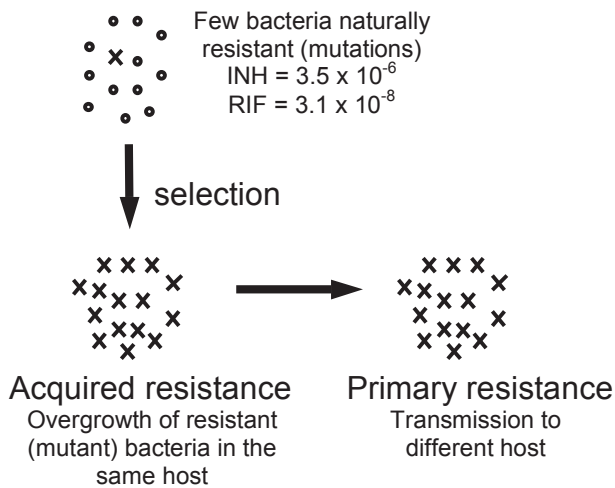 Few bacteria naturally
resistant (mutations)
INH = 3.5 x 10⁻⁶
RIF = 3.1 x 10⁻⁸
selection
Acquired resistance
Overgrowth of resistant
(mutant) bacteria in the
same host
Primary resistance
Transmission to
different host